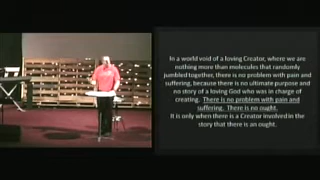 In a world void of a loving Creator, where we are
nothing more than molecules that randomly
jumbled together, there is no problem with pain and
suffering, because there is no ultimate purpose and
no story of a loving God who was in charge of
creating. There is no problem with pain and
suffering. There is no ought.
It is only when there is a Creator involved in the
story that there is an ought.